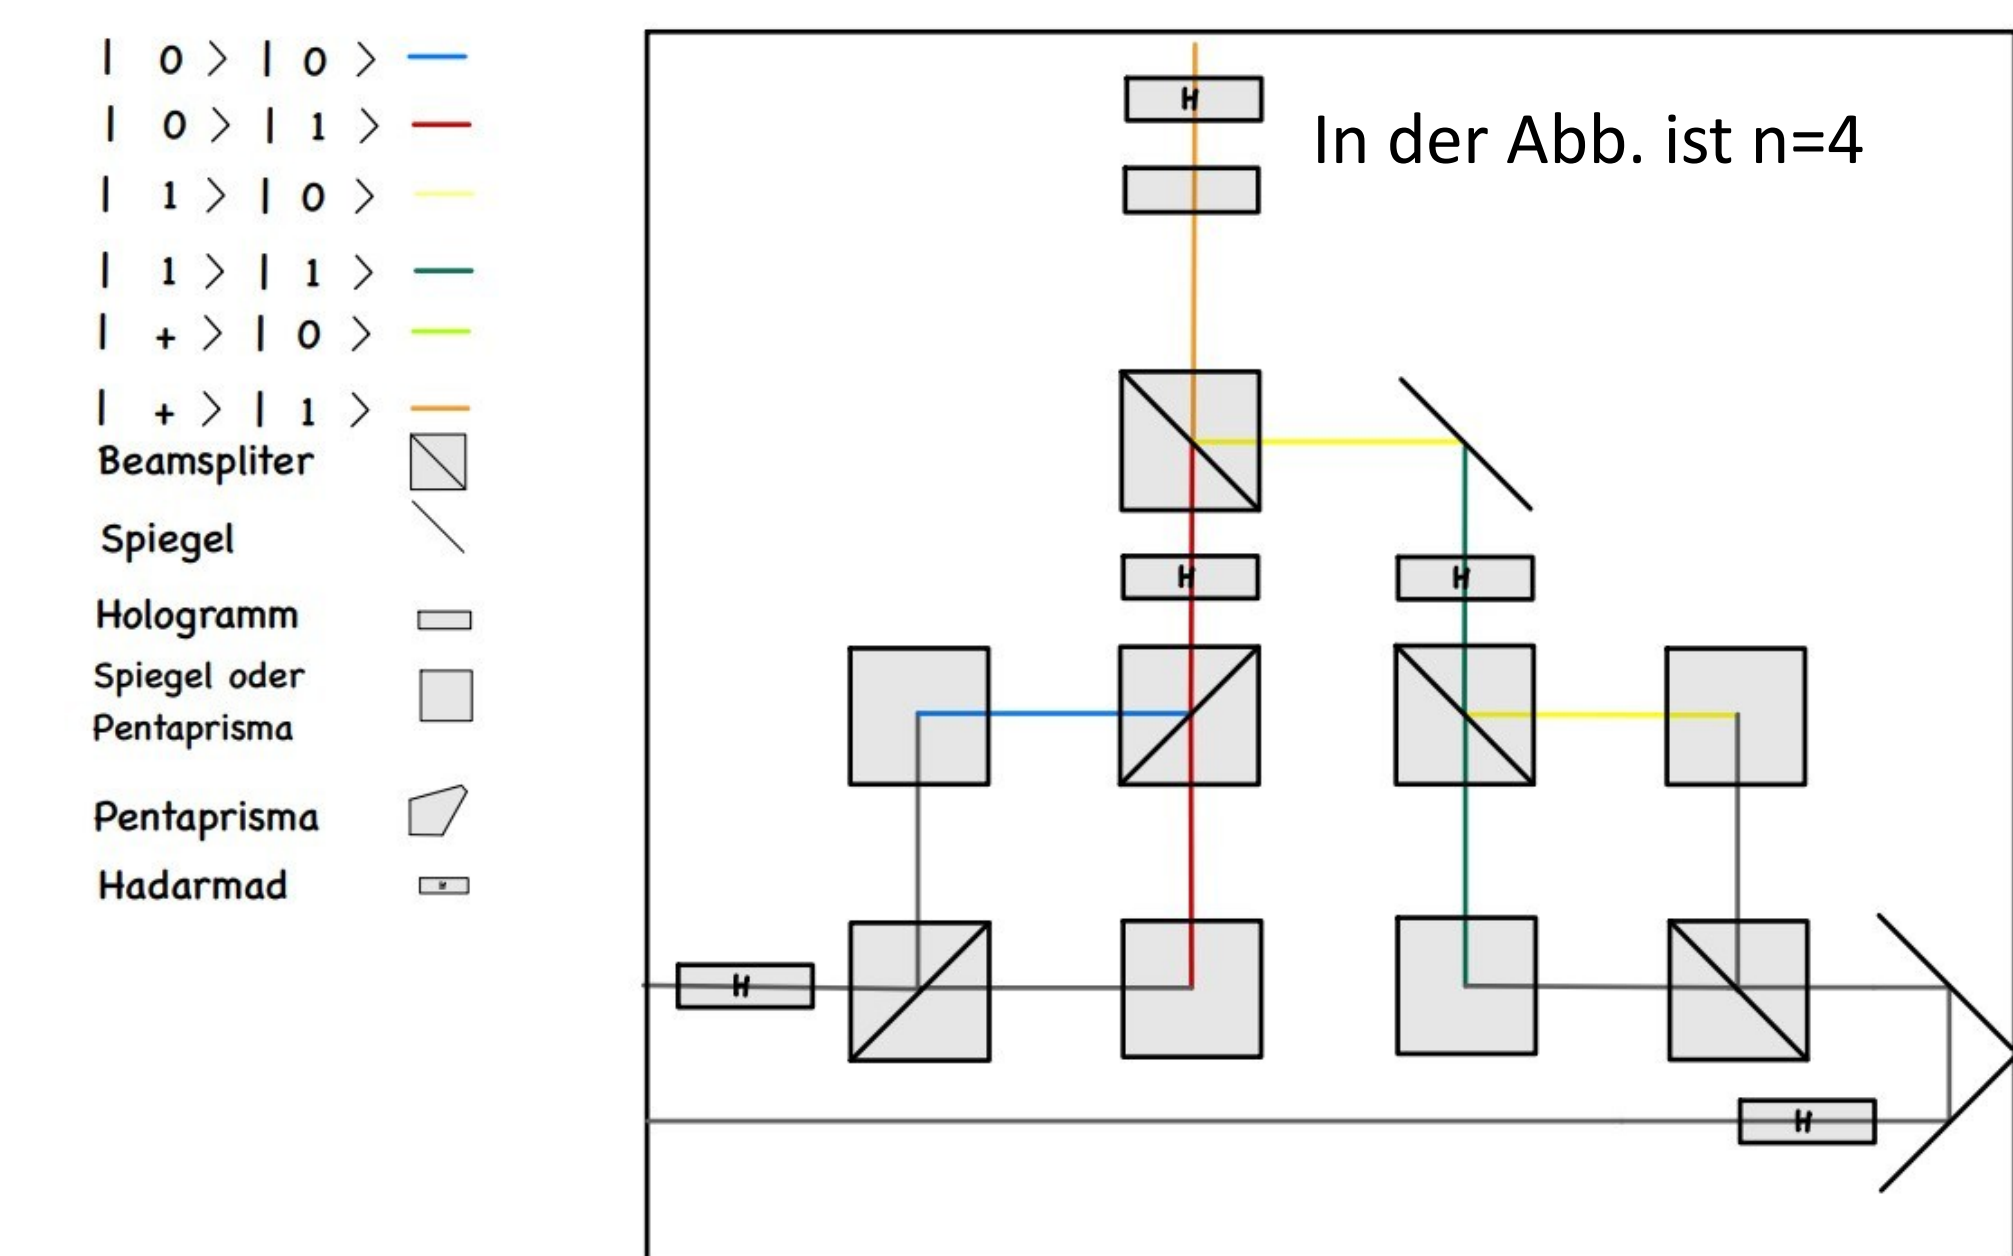 | 0 > | 0 >
| 0 > | 1 >
| 1 > | 0 >
| 1 > | 1 >
| + > | 0 >
| + > | 1 >
Beamspliter
Spiegel
Hologramm
Spiegel oder
Pentaprisma
Pentaprisma
Hadarmad
H
H
In der Abb. ist n=4
H
H
H
H